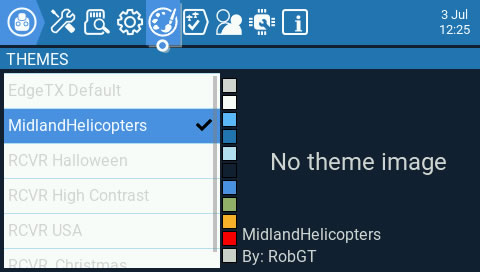 3 Jul
12:25
THEMES
EdgeTX Default
MidlandHelicopters
RCVR Halloween
RCVR High Contrast
RCVR USA
RCVR Christmas
No theme image
MidlandHelicopters
By: RobGT